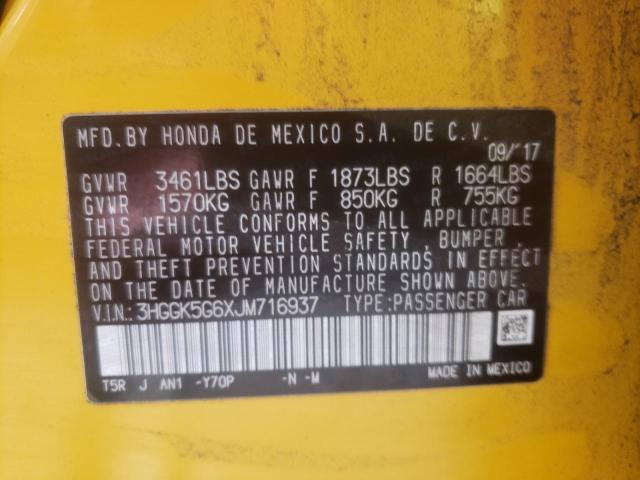 MFD. BY HONDA DE MEXICO S.A. DE C.V.
09/'17
GVWR 3461LBS GAWR F 1873LBS R 1664LBS
GVWR 1570KG GAWR F 850KG R 755KG
THIS VEHICLE CONFORMS TO ALL APPLICABLE
FEDERAL MOTOR VEHICLE SAFETY, BUMPER,
AND THEFT PREVENTION STANDARDS IN EFFECT
ON THE DATE OF MANUFACTURE SHOWN ABOVE.
V.I.N.: 3HGGK5G6XJM716937 TYPE: PASSENGER CAR
T5R J AN1 -Y70P -N -M MADE IN MEXICO